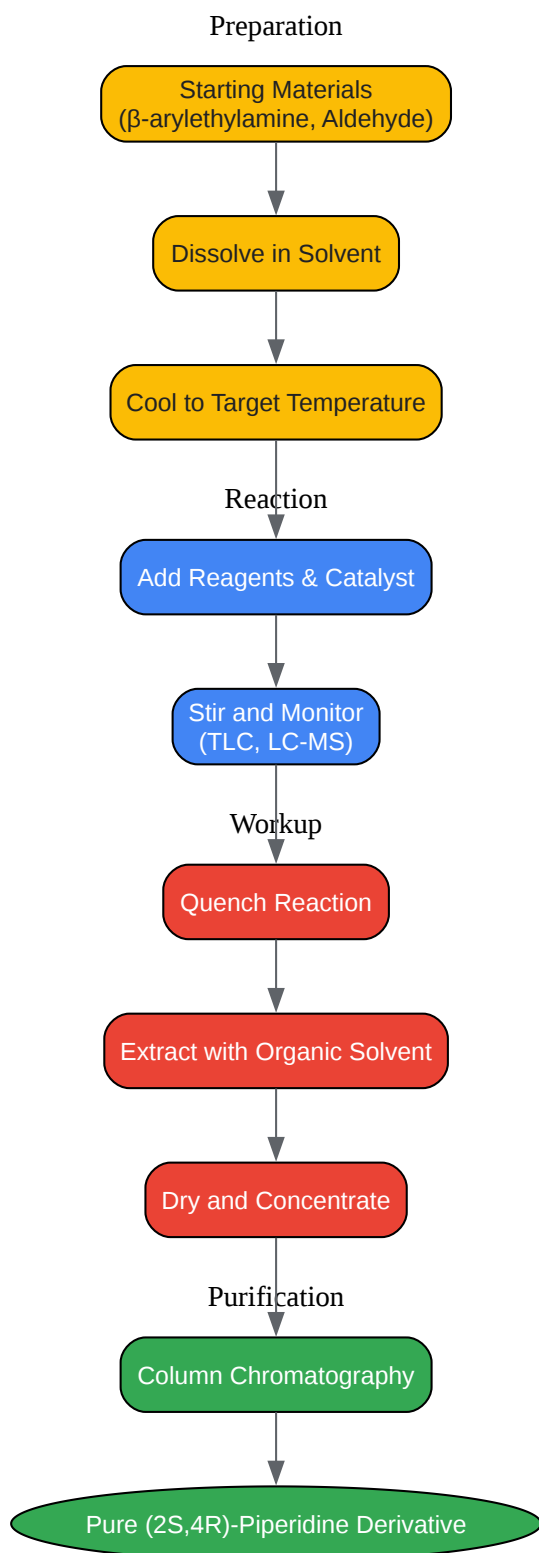 Preparation
Starting Materials
(β-arylethylamine, Aldehyde)
Dissolve in Solvent
Cool to Target Temperature
Reaction
Add Reagents & Catalyst
Stir and Monitor
(TLC, LC-MS)
Workup
Quench Reaction
Extract with Organic Solvent
Dry and Concentrate
Purification
Column Chromatography
Pure (2S,4R)-Piperidine Derivative